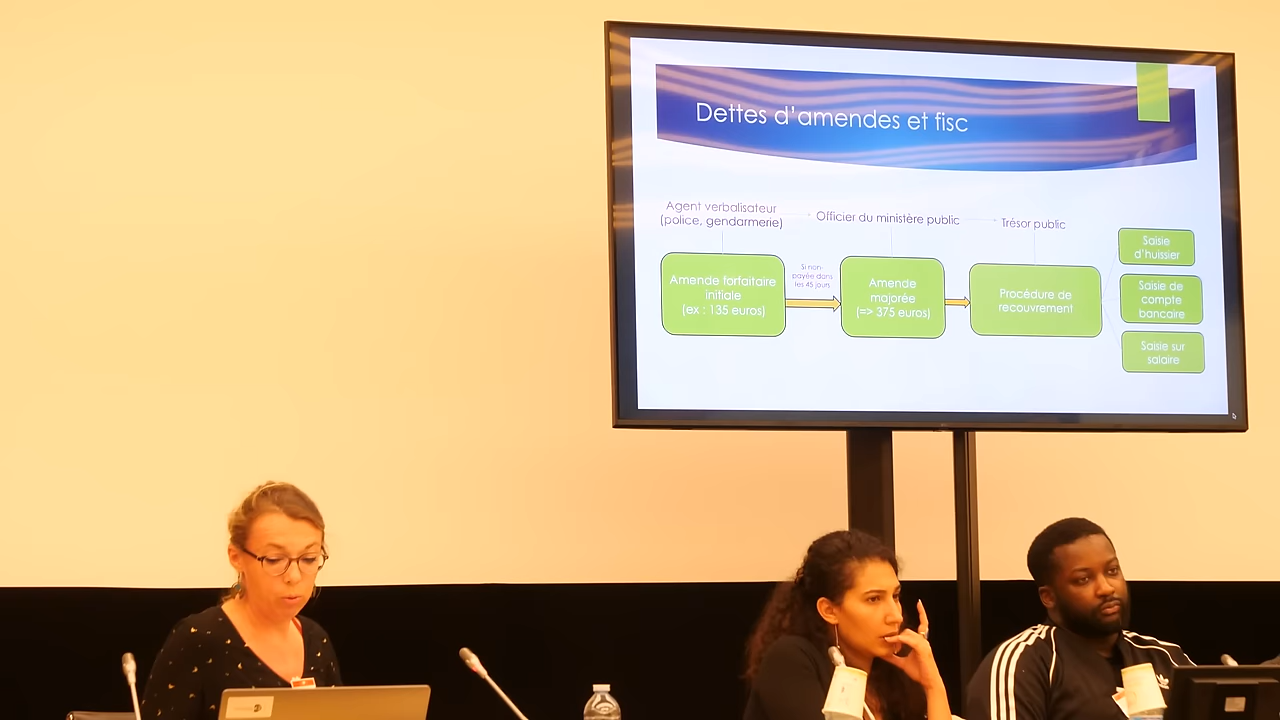 Dettes d'amendes et fisc
Agent verbalisateur
(police, gendarmerie)
Officier du ministère public
Trésor public
Amende forfaitaire
initiale
(ex : 135 euros)
Si non-
payée dans
les 45 jours
Amende
majorée
(=> 375 euros)
Procédure de
recouvrement
Saisie
d'huissier
Saisie de
compte
bancaire
Saisie sur
salaire